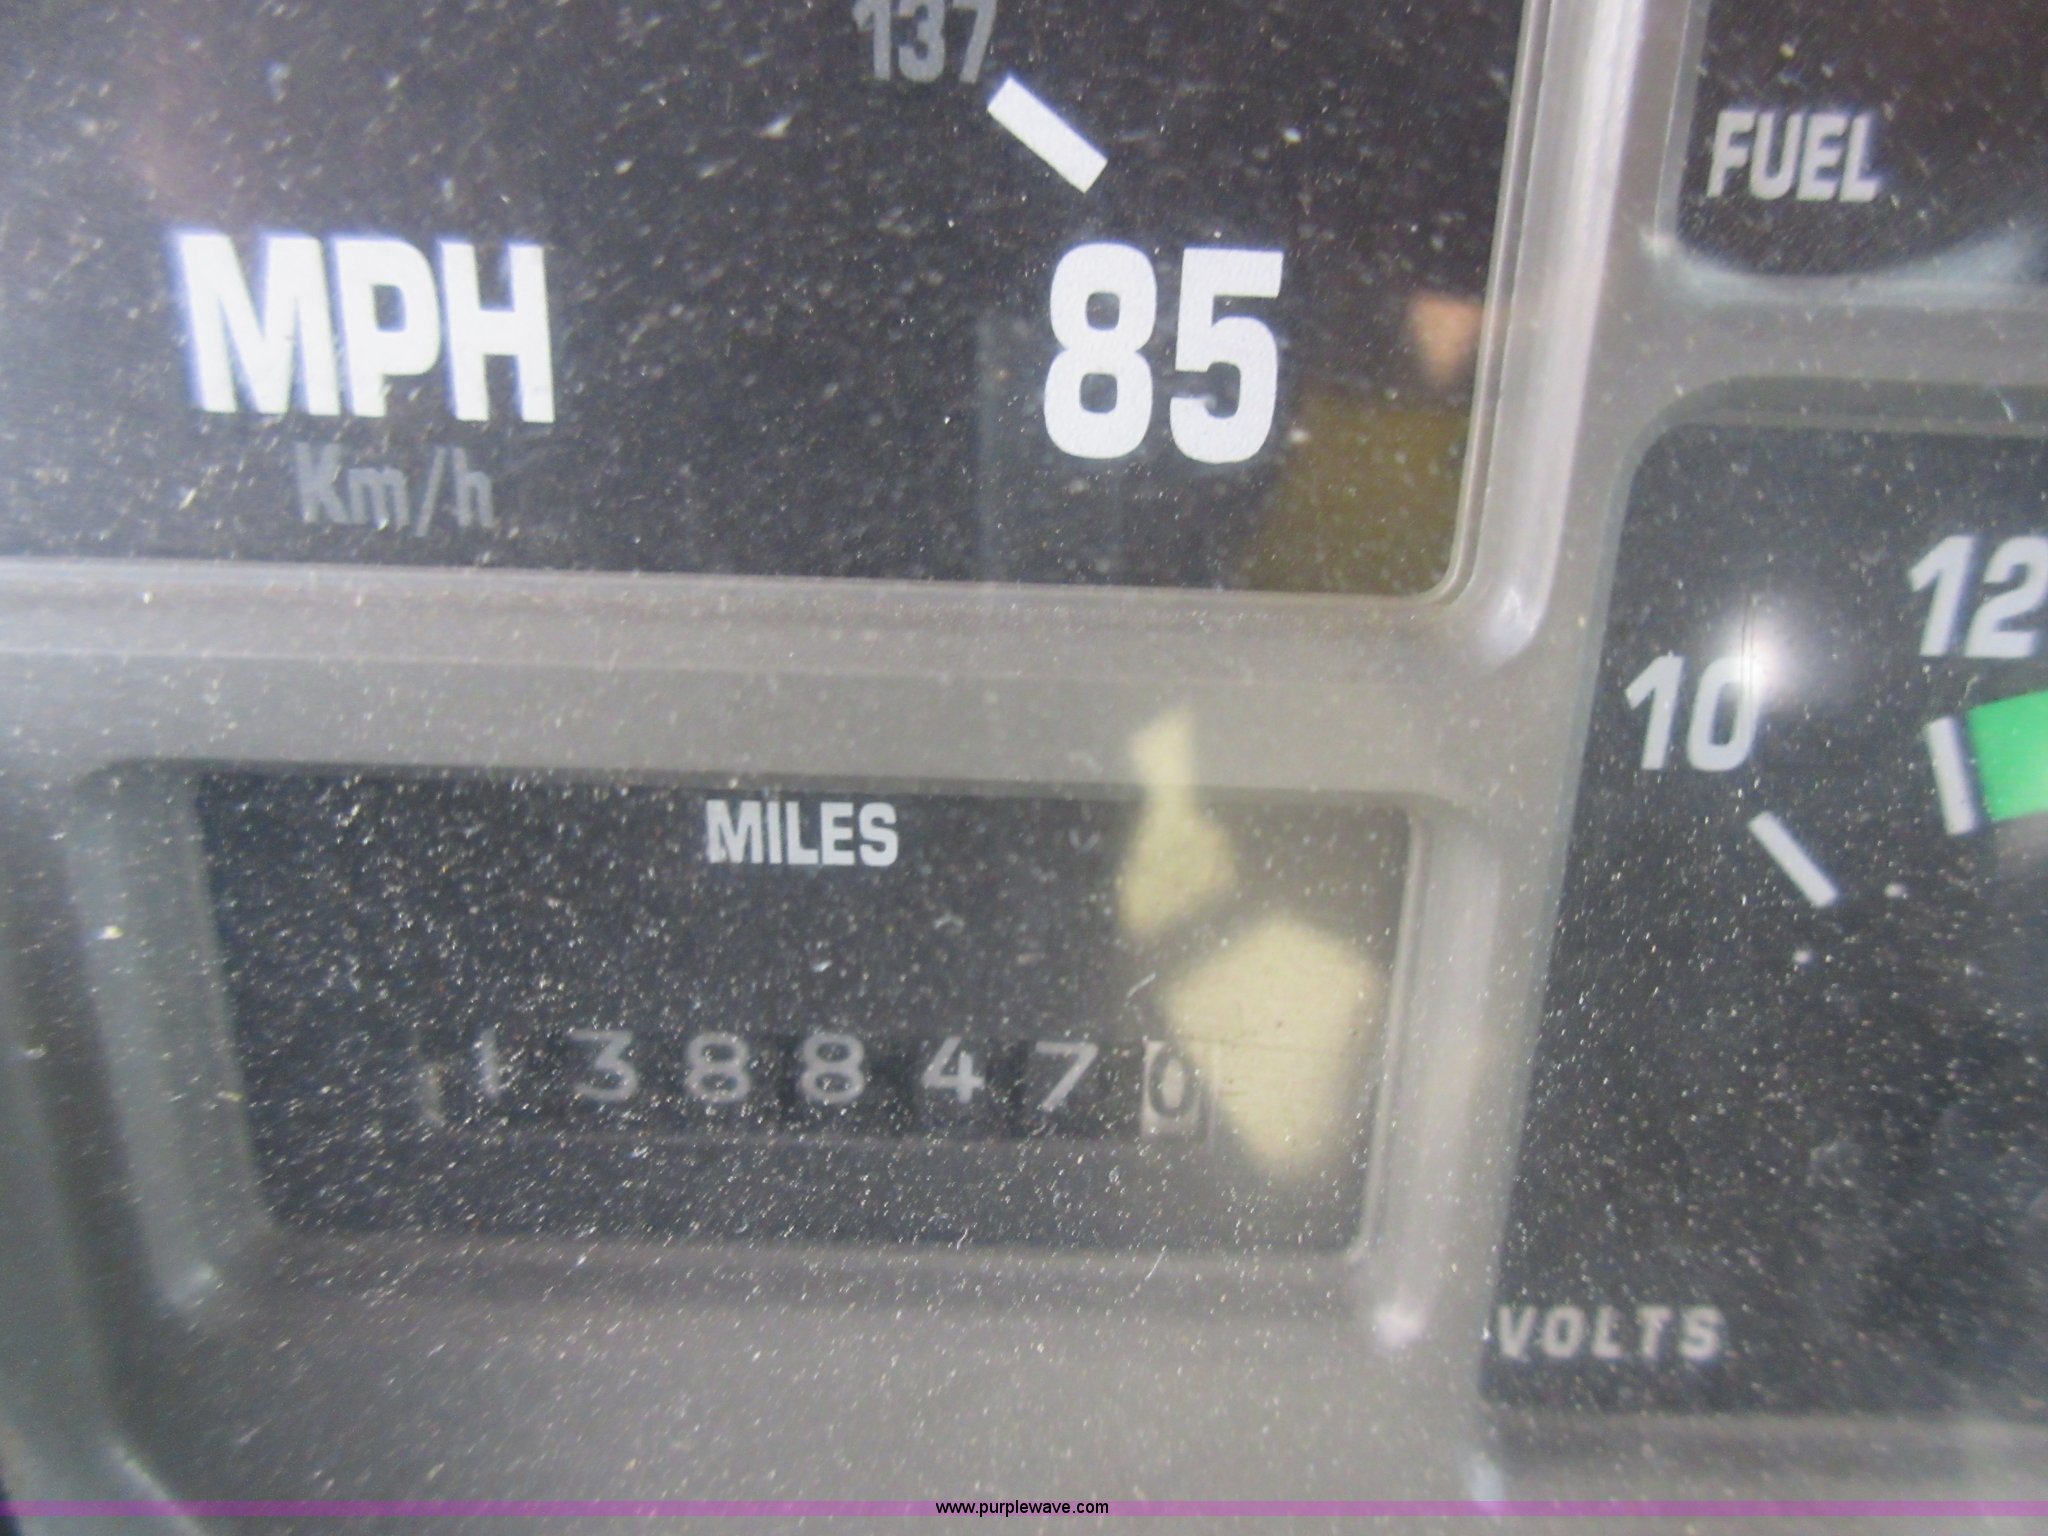 137
FUEL
MPH
85
Km/h
12
10
MILES
1388470
VOLTS
www.purplewave.com